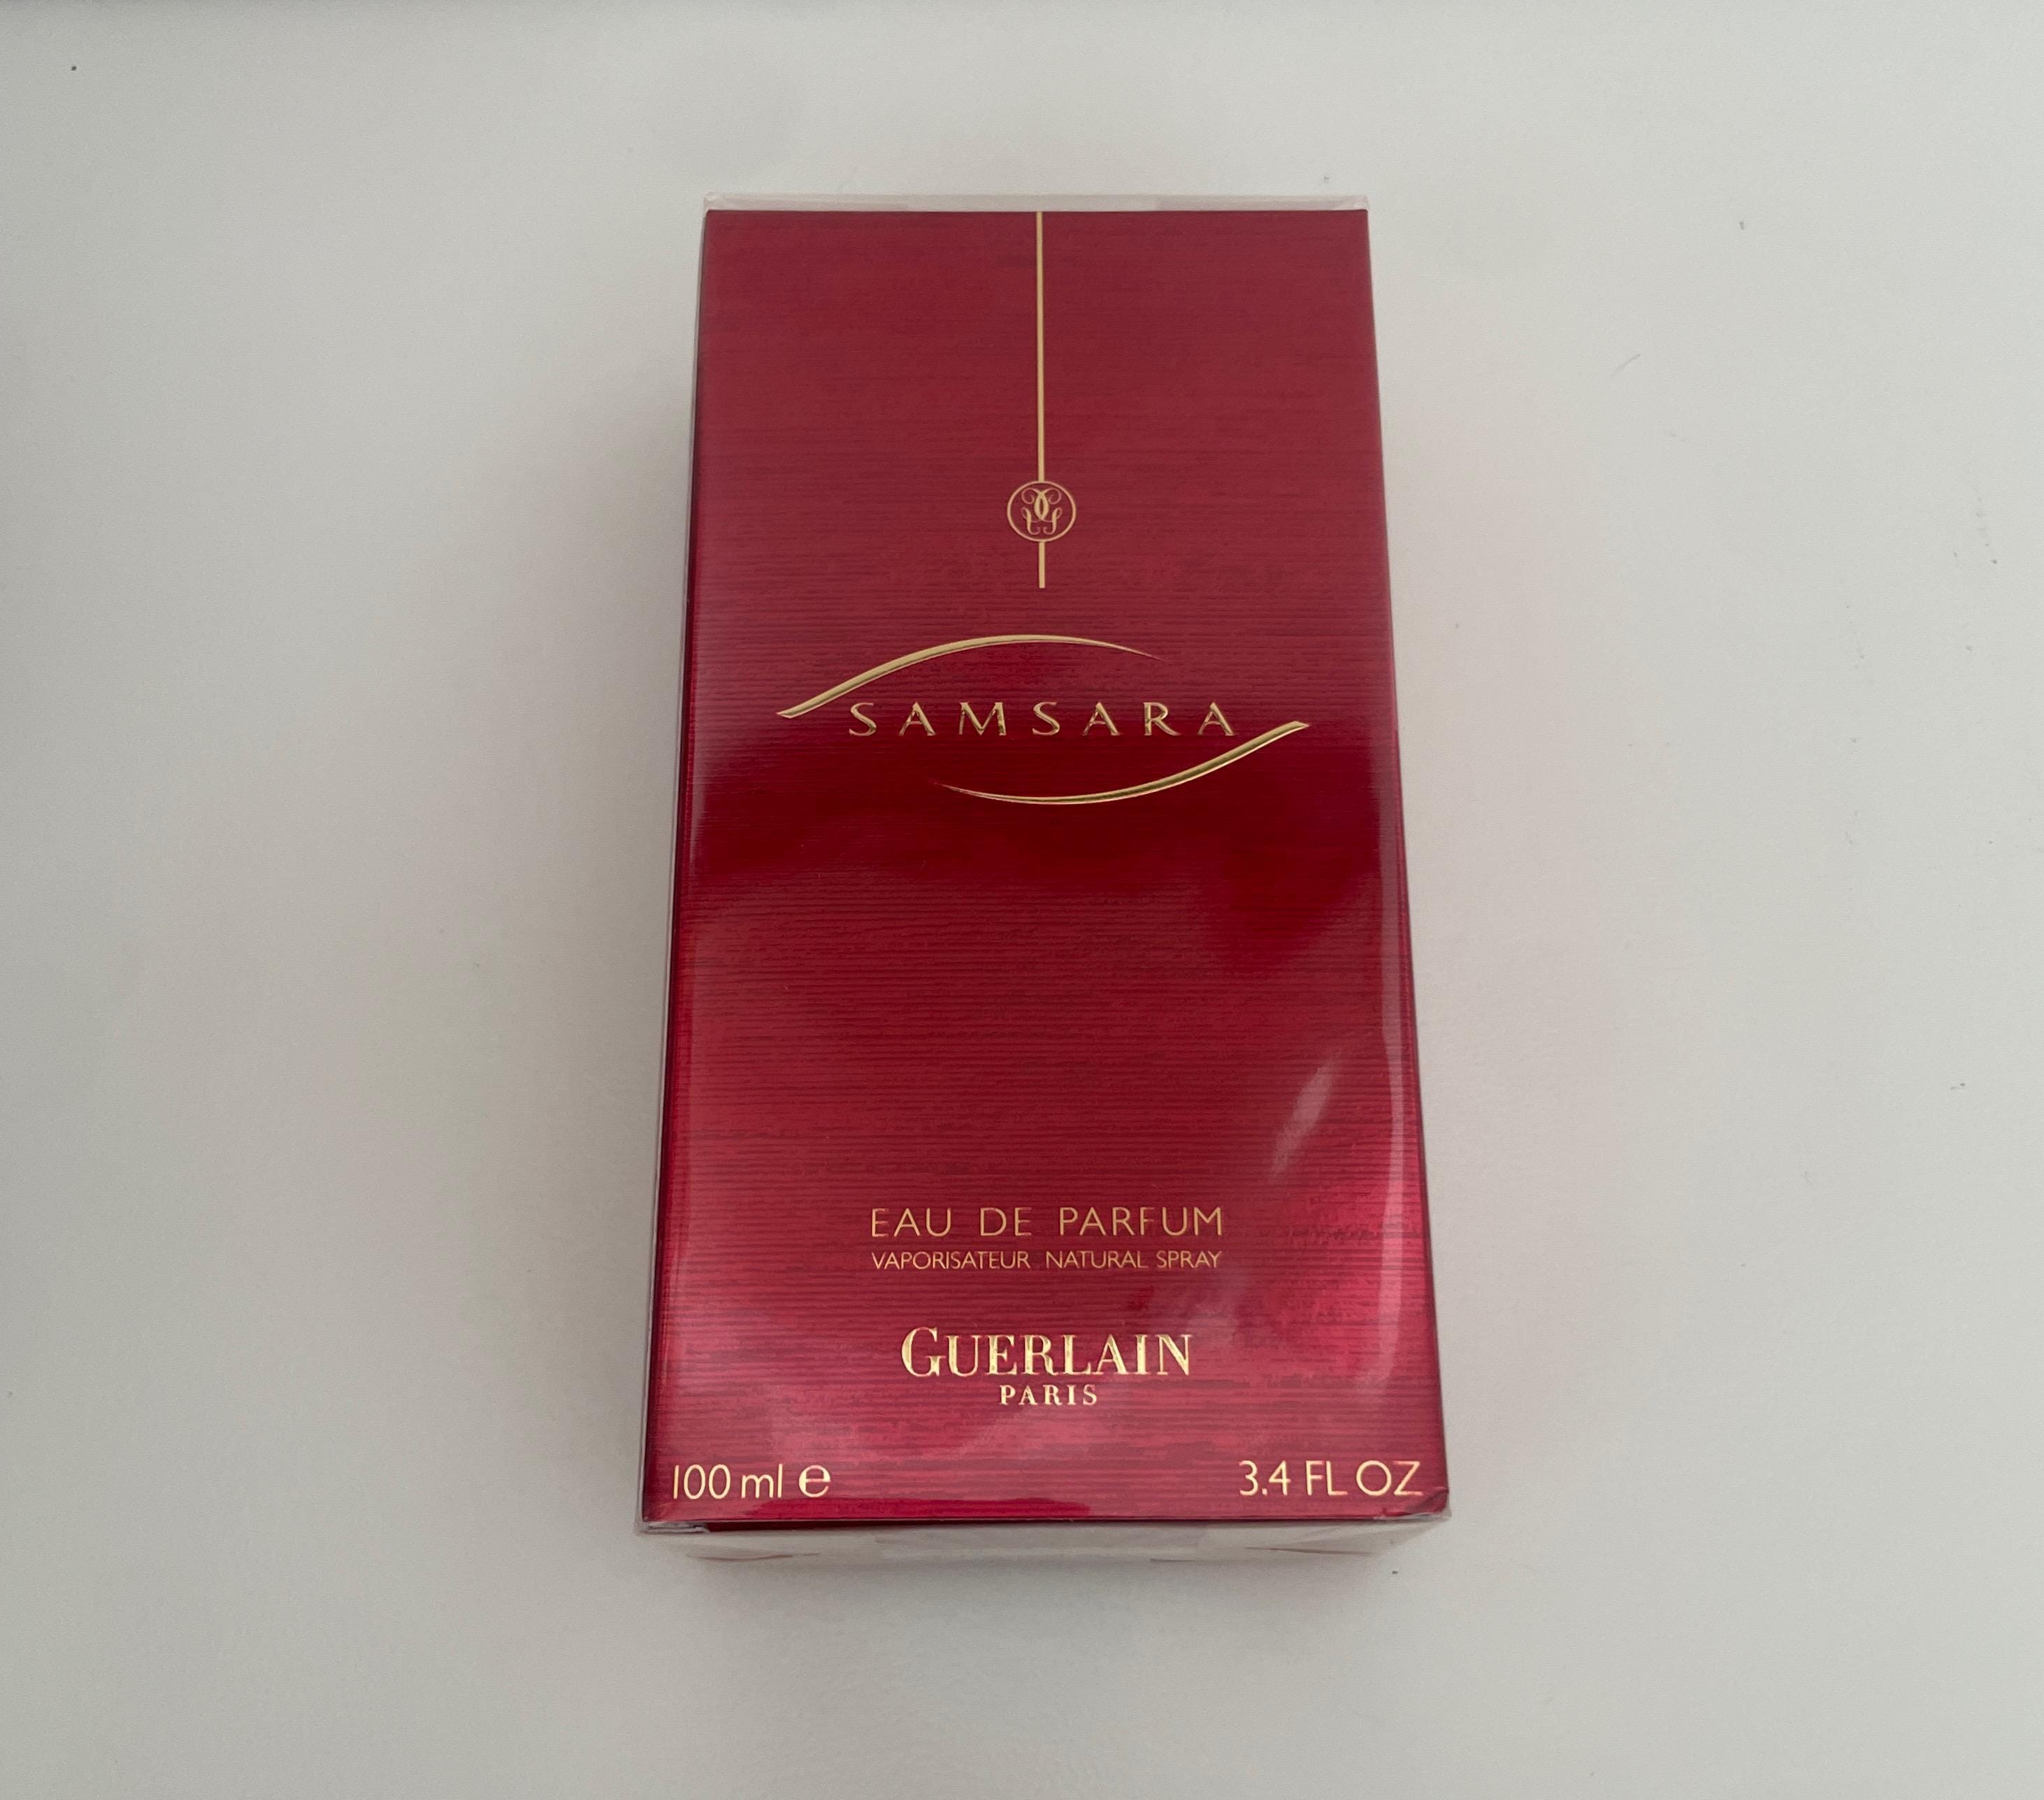 SAMSARA
EAU DE PARFUM
VAPORISATEUR NATURAL SPRAY
GUERLAIN
PARIS
100 ml ℮ 3.4 FL OZ